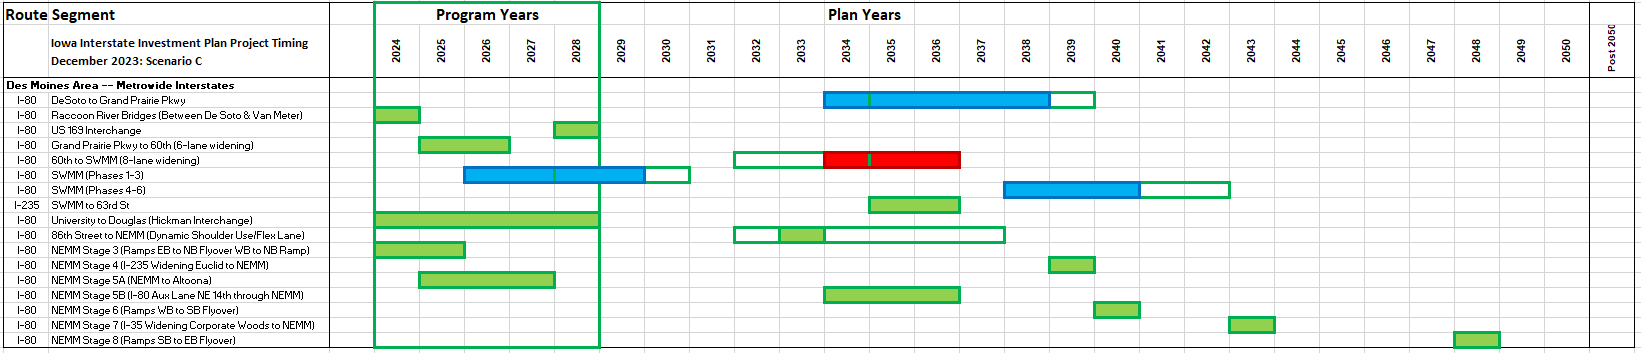 Route Segment Program Years Plan Years
Iowa Interstate Investment Plan Project Timing
December 2023: Scenario C
2024 2025 2026 2027 2028 2029 2030 2031 2032 2033 2034 2035 2036 2037 2038 2039 2040 2041 2042 2043 2044 2045 2046 2047 2048 2049 2050 Post 2050
Des Moines Area -- Metrowide Interstates
I-80 DeSoto to Grand Prairie Pkwy
I-80 Raccoon River Bridges (Between De Soto & Van Meter)
I-80 US 169 Interchange
I-80 Grand Prairie Pkwy to 60th (6-lane widening)
I-80 60th to SWMM (8-lane widening)
I-80 SWMM (Phases 1-3)
I-80 SWMM (Phases 4-6)
I-235 SWMM to 63rd St
I-80 University to Douglas (Hickman Interchange)
I-80 86th Street to NEMM (Dynamic Shoulder Use/Flex Lane)
I-80 NEMM Stage 3 (Ramps EB to NB Flyover WB to NB Ramp)
I-80 NEMM Stage 4 (I-235 Widening Euclid to NEMM)
I-80 NEMM Stage 5A (NEMM to Altoona)
I-80 NEMM Stage 5B (I-80 Aux Lane NE 14th through NEMM)
I-80 NEMM Stage 6 (Ramps WB to SB Flyover)
I-80 NEMM Stage 7 (I-35 Widening Corporate Woods to NEMM)
I-80 NEMM Stage 8 (Ramps SB to EB Flyover)